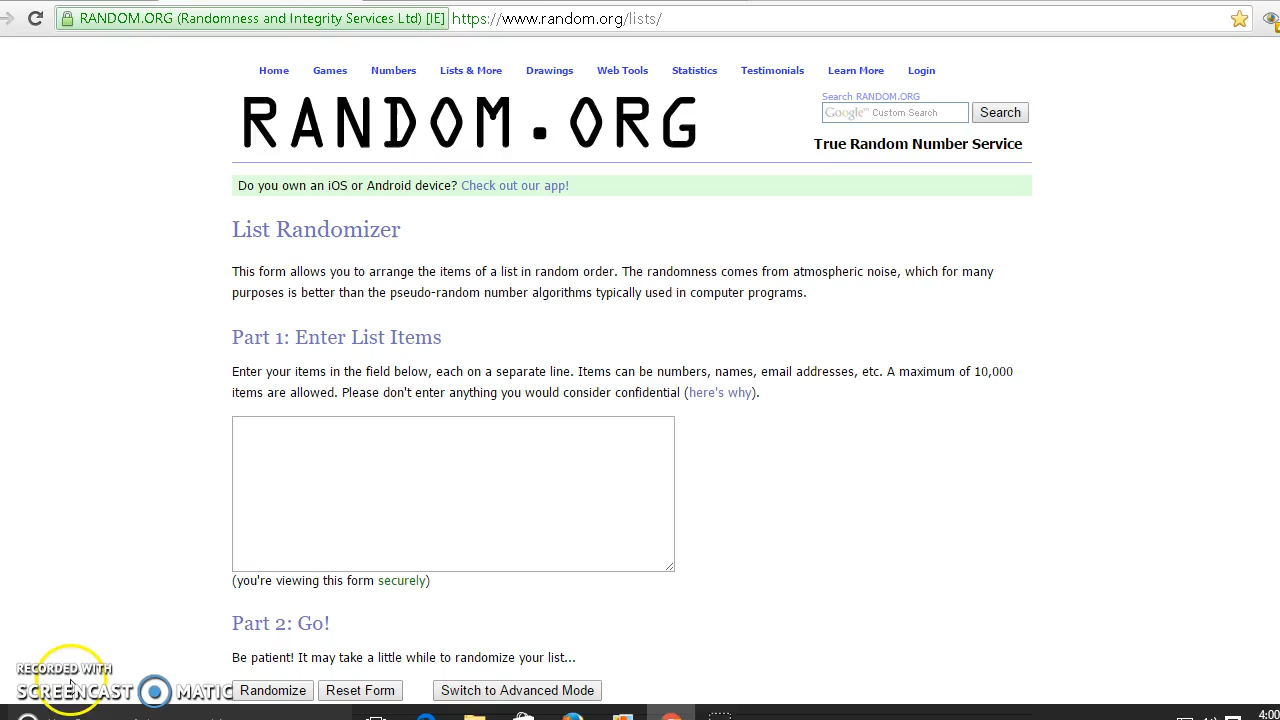 RANDOM.ORG (Randomness and Integrity Services Ltd) [IE] https://www.random.org/lists/
Home Games Numbers Lists & More Drawings Web Tools Statistics Testimonials Learn More Login
RANDOM.ORG
Search RANDOM.ORG
Google™ Custom Search Search
True Random Number Service
Do you own an iOS or Android device? Check out our app!
List Randomizer
This form allows you to arrange the items of a list in random order. The randomness comes from atmospheric noise, which for many
purposes is better than the pseudo-random number algorithms typically used in computer programs.
Part 1: Enter List Items
Enter your items in the field below, each on a separate line. Items can be numbers, names, email addresses, etc. A maximum of 10,000
items are allowed. Please don't enter anything you would consider confidential (here's why).
(you're viewing this form securely)
Part 2: Go!
Be patient! It may take a little while to randomize your list...
RECORDED WITH
SCREENCAST MATIC
Randomize Reset Form Switch to Advanced Mode
4:00